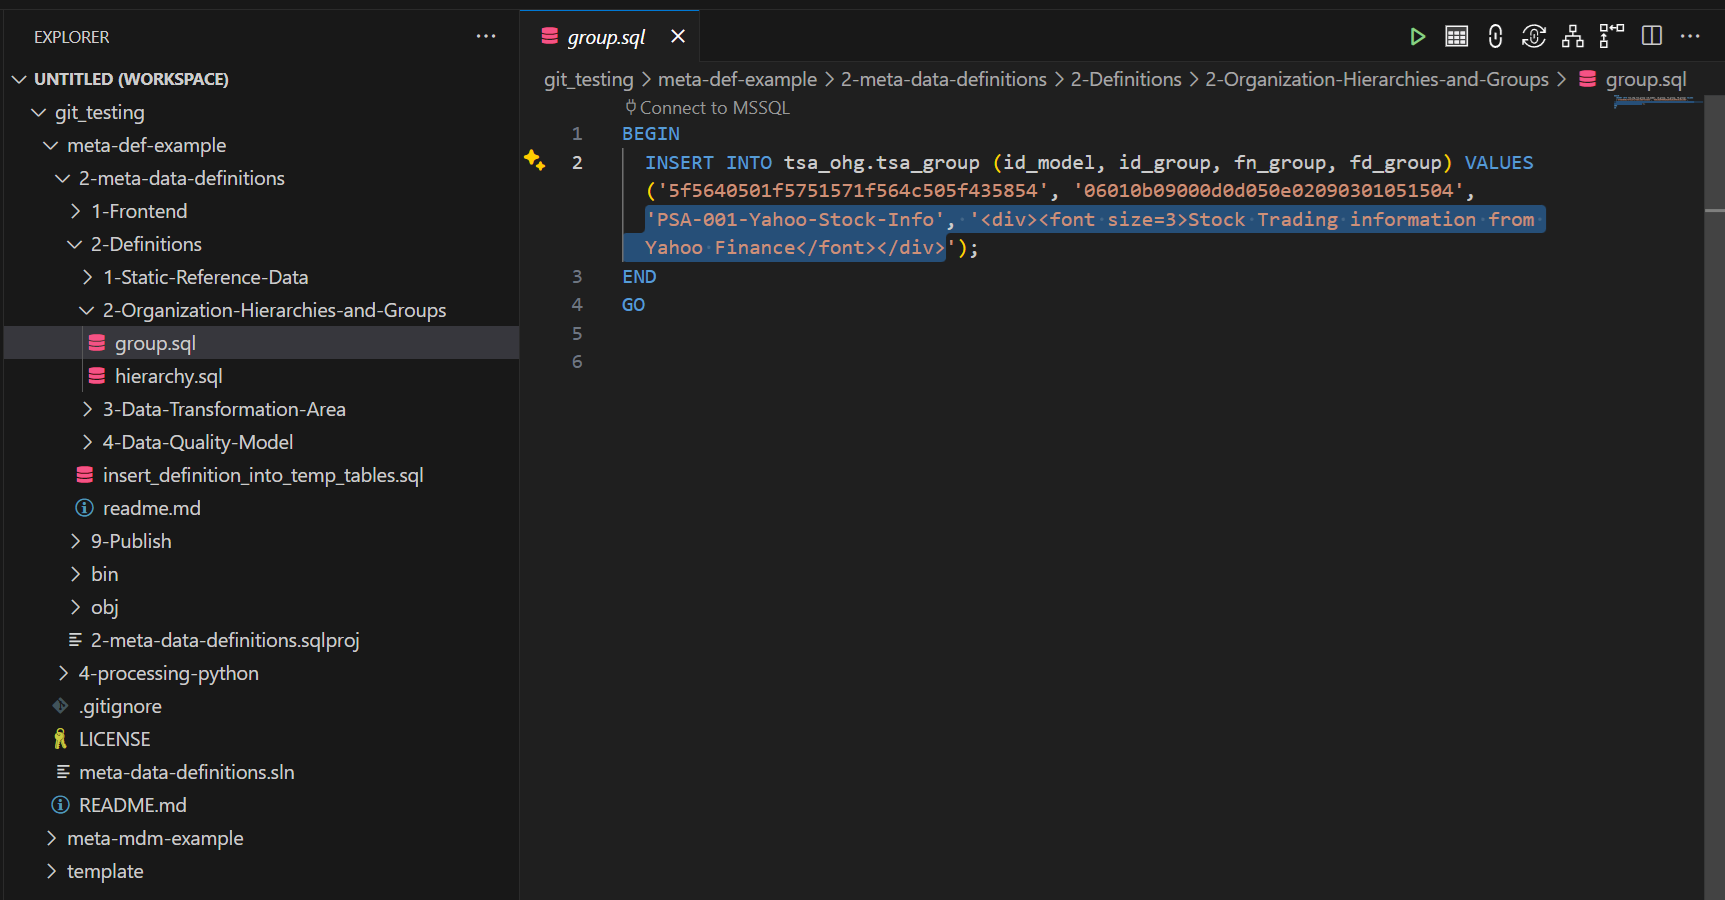 EXPLORER
UNTITLED (WORKSPACE)
git_testing
meta-def-example
2-meta-data-definitions
1-Frontend
2-Definitions
1-Static-Reference-Data
2-Organization-Hierarchies-and-Groups
group.sql
hierarchy.sql
3-Data-Transformation-Area
4-Data-Quality-Model
insert_definition_into_temp_tables.sql
readme.md
9-Publish
bin
obj
2-meta-data-definitions.sqlproj
4-processing-python
.gitignore
LICENSE
meta-data-definitions.sln
README.md
meta-mdm-example
template
group.sql
git_testing > meta-def-example > 2-meta-data-definitions > 2-Definitions > 2-Organization-Hierarchies-and-Groups > group.sql
Connect to MSSQL
1 BEGIN
2 INSERT INTO tsa_ohg.tsa_group (id_model, id_group, fn_group, fd_group) VALUES
('5f5640501f5751571f564c505f435854', '06010b09000d0d050e02090301051504',
'PSA-001-Yahoo-Stock-Info', '<div><font size=3>Stock Trading information from
Yahoo Finance</font></div>');
3 END
4 GO
5
6